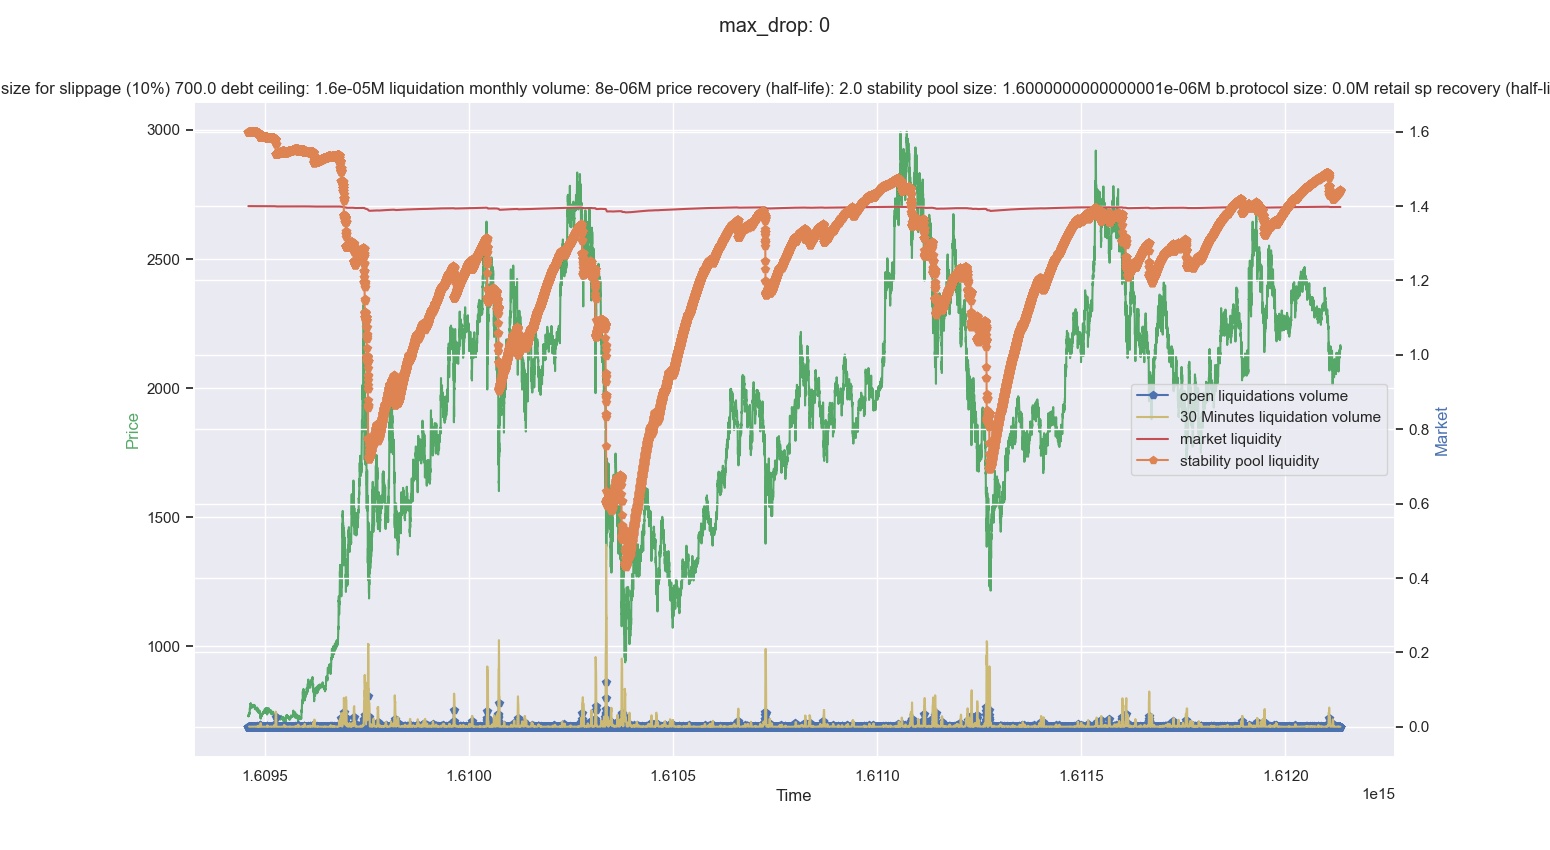 max_drop: 0
size for slippage (10%) 700.0 debt ceiling: 1.6e-05M liquidation monthly volume: 8e-06M price recovery (half-life): 2.0 stability pool size: 1.6000000000000001e-06M b.protocol size: 0.0M retail sp recovery (half-li
3000
2500
2000
1500
1000
Price
1.6
1.4
1.2
1.0
0.8
0.6
0.4
0.2
0.0
Market
open liquidations volume
30 Minutes liquidation volume
market liquidity
stability pool liquidity
1.6095
1.6100
1.6105
1.6110
1.6115
1.6120
1e15
Time